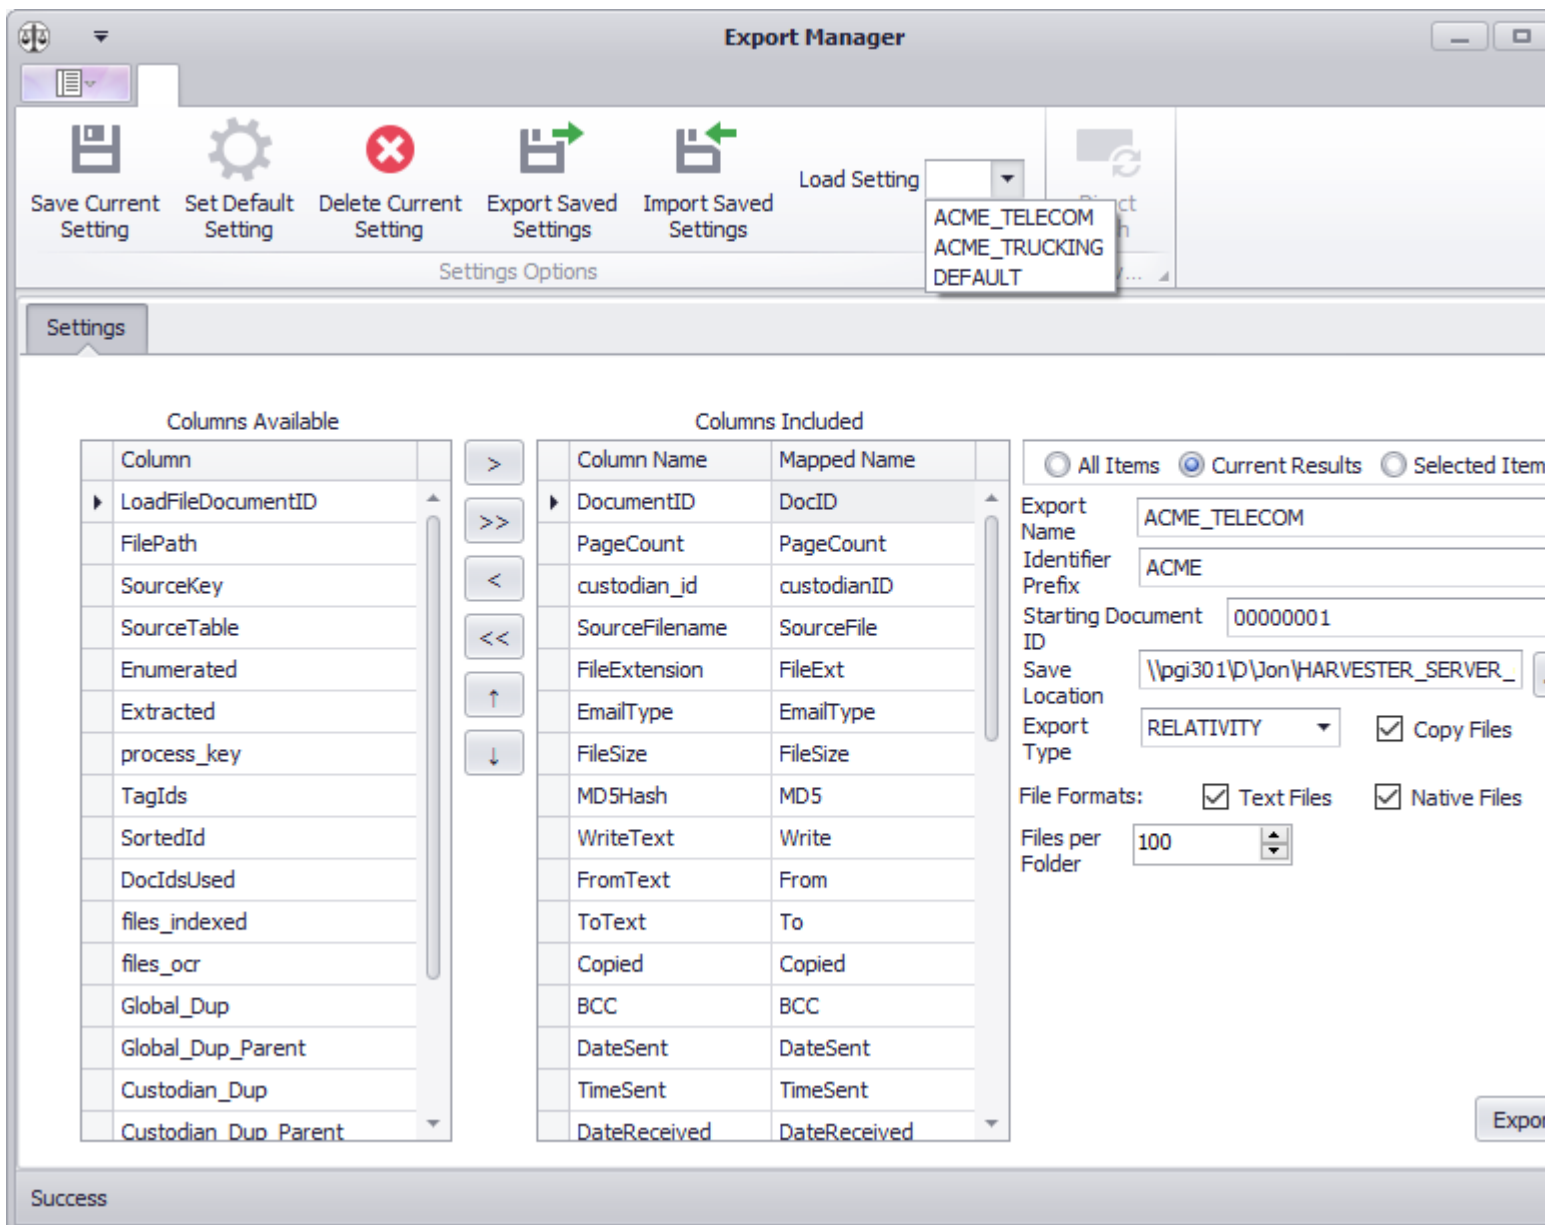 Export Manager
Save Current
Setting
Set Default
Setting
Delete Current
Setting
Export Saved
Settings
Import Saved
Settings
Load Setting
ACME_TELECOM
ACME_TRUCKING
DEFAULT
Settings Options
Settings
Columns Available
Column
LoadFileDocumentID
FilePath
SourceKey
SourceTable
Enumerated
Extracted
process_key
TagIds
SortedId
DocIdsUsed
files_indexed
files_ocr
Global_Dup
Global_Dup_Parent
Custodian_Dup
Custodian_Dup_Parent
>
>>
<
<<
↑
↓
Columns Included
Column Name Mapped Name
DocumentID DocID
PageCount PageCount
custodian_id custodianID
SourceFilename SourceFile
FileExtension FileExt
EmailType EmailType
FileSize FileSize
MD5Hash MD5
WriteText Write
FromText From
ToText To
Copied Copied
BCC BCC
DateSent DateSent
TimeSent TimeSent
DateReceived DateReceived
All Items Current Results Selected Item
Export
Name
ACME_TELECOM
Identifier
Prefix
ACME
Starting Document
ID
00000001
Save
Location
\\pgi301\D\Jon\HARVESTER_SERVER_
Export
Type
RELATIVITY
Copy Files
File Formats: Text Files Native Files
Files per
Folder
100
Expor
Success